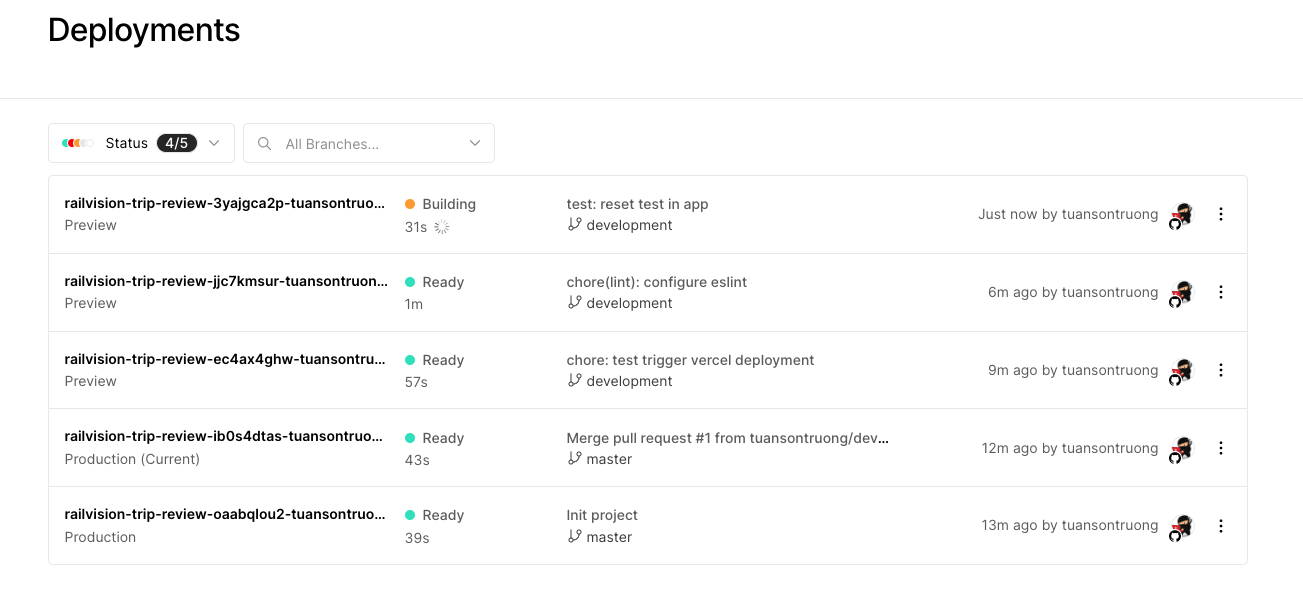 Deployments
Status 4/5
All Branches...
railvision-trip-review-3yajgca2p-tuansontruo...
Building
test: reset test in app
Just now by tuansontruong
Preview
31s
development
railvision-trip-review-jjc7kmsur-tuansontruon...
Ready
chore(lint): configure eslint
6m ago by tuansontruong
Preview
1m
development
railvision-trip-review-ec4ax4ghw-tuansontru...
Ready
chore: test trigger vercel deployment
9m ago by tuansontruong
Preview
57s
development
railvision-trip-review-ib0s4dtas-tuansontruo...
Ready
Merge pull request #1 from tuansontruong/dev...
12m ago by tuansontruong
Production (Current)
43s
master
railvision-trip-review-oaabqlou2-tuansontruo...
Ready
Init project
13m ago by tuansontruong
Production
39s
master